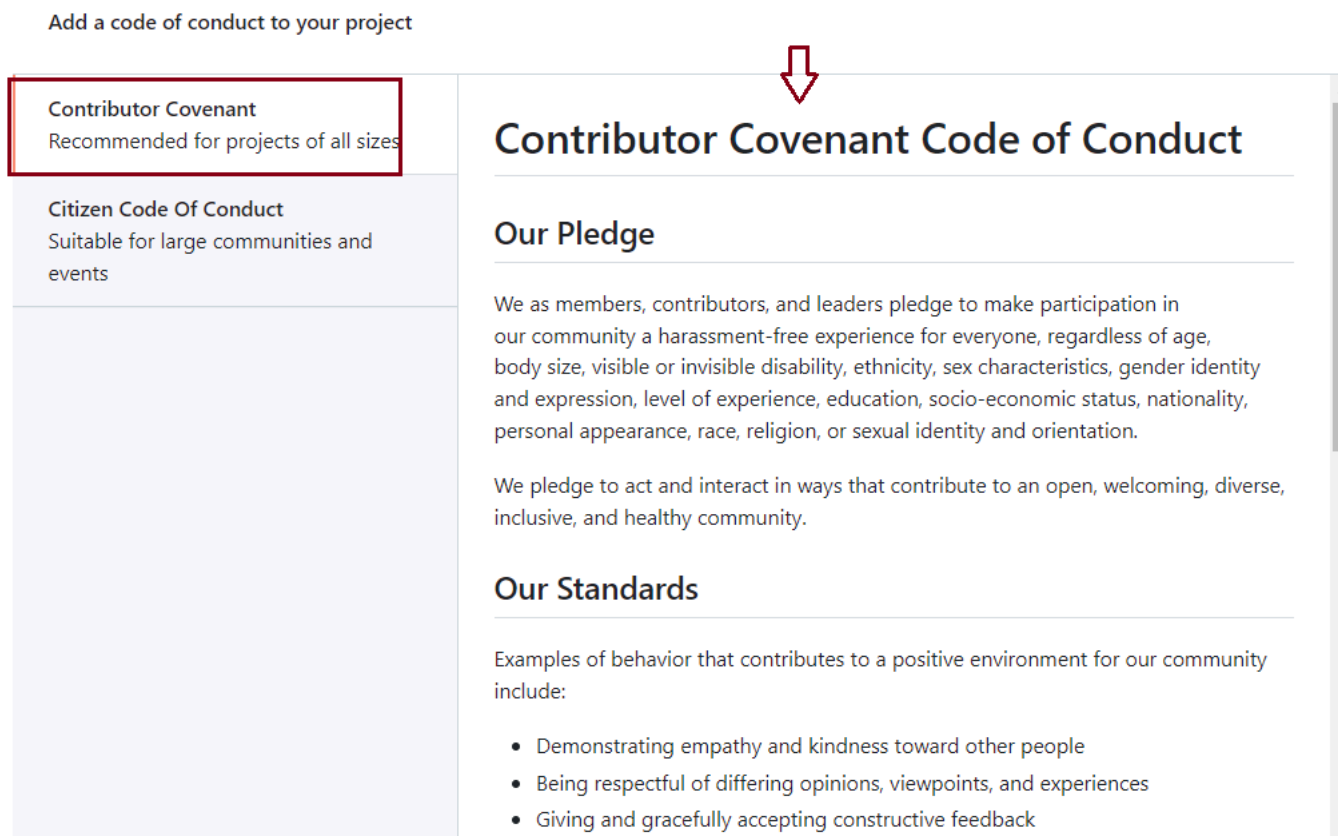 Add a code of conduct to your project
Contributor Covenant
Recommended for projects of all sizes
Citizen Code Of Conduct
Suitable for large communities and
events
Contributor Covenant Code of Conduct
Our Pledge
We as members, contributors, and leaders pledge to make participation in
our community a harassment-free experience for everyone, regardless of age,
body size, visible or invisible disability, ethnicity, sex characteristics, gender identity
and expression, level of experience, education, socio-economic status, nationality,
personal appearance, race, religion, or sexual identity and orientation.
We pledge to act and interact in ways that contribute to an open, welcoming, diverse,
inclusive, and healthy community.
Our Standards
Examples of behavior that contributes to a positive environment for our community
include:
• Demonstrating empathy and kindness toward other people
• Being respectful of differing opinions, viewpoints, and experiences
• Giving and gracefully accepting constructive feedback